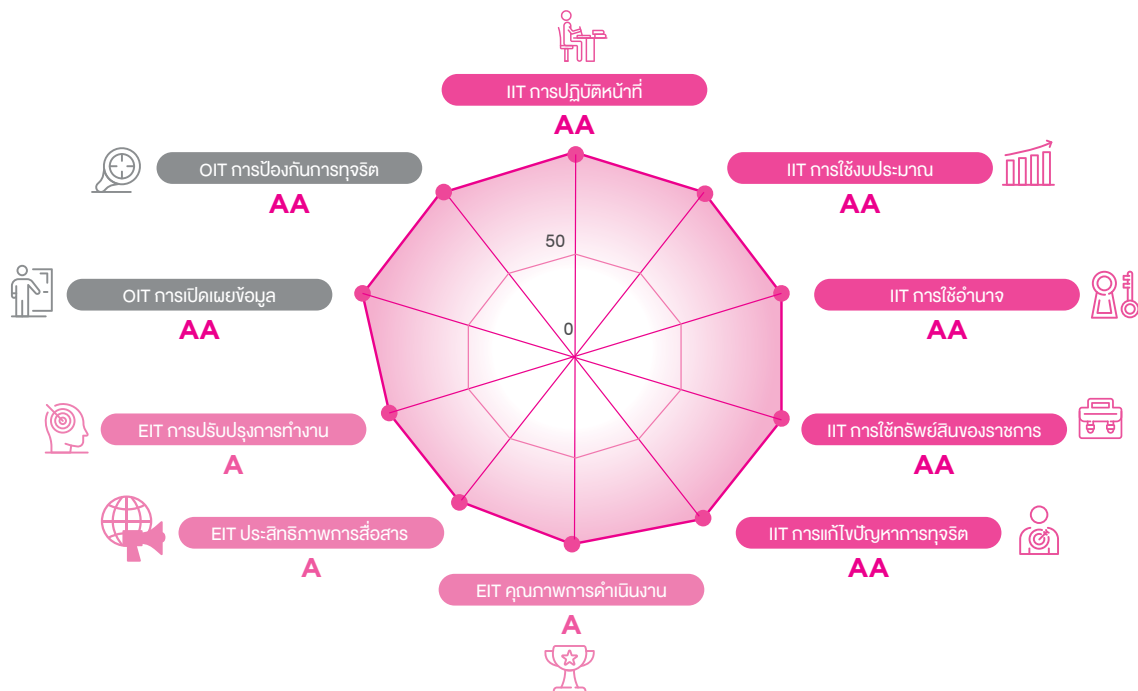 IIT การปฏิบัติหน้าที่
AA
OIT การป้องกันการทุจริต
AA
IIT การใช้งบประมาณ
AA
50
OIT การเปิดเผยข้อมูล
AA
IIT การใช้อำนาจ
AA
0
EIT การปรับปรุงการทำงาน
A
IIT การใช้ทรัพย์สินของราชการ
AA
EIT ประสิทธิภาพการสื่อสาร
A
IIT การแก้ไขปัญหาการทุจริต
AA
EIT คุณภาพการดำเนินงาน
A